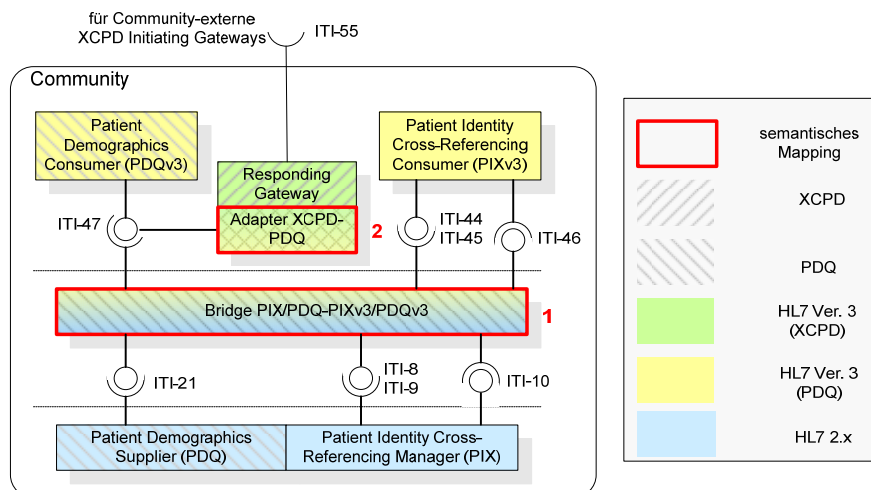 für Community-externe
XCPD Initiating Gateways
ITI-55
Community
Patient
Demographics
Consumer (PDQv3)
Patient Identity
Cross-Referencing
Consumer (PIXv3)
Responding
Gateway
Adapter XCPD-
PDQ
2
ITI-47
ITI-44
ITI-45
ITI-46
Bridge PIX/PDQ-PIXv3/PDQv3
1
ITI-21
ITI-8
ITI-9
ITI-10
Patient Demographics
Supplier (PDQ)
Patient Identity Cross-
Referencing Manager (PIX)
semantisches
Mapping
XCPD
PDQ
HL7 Ver. 3
(XCPD)
HL7 Ver. 3
(PDQ)
HL7 2.x